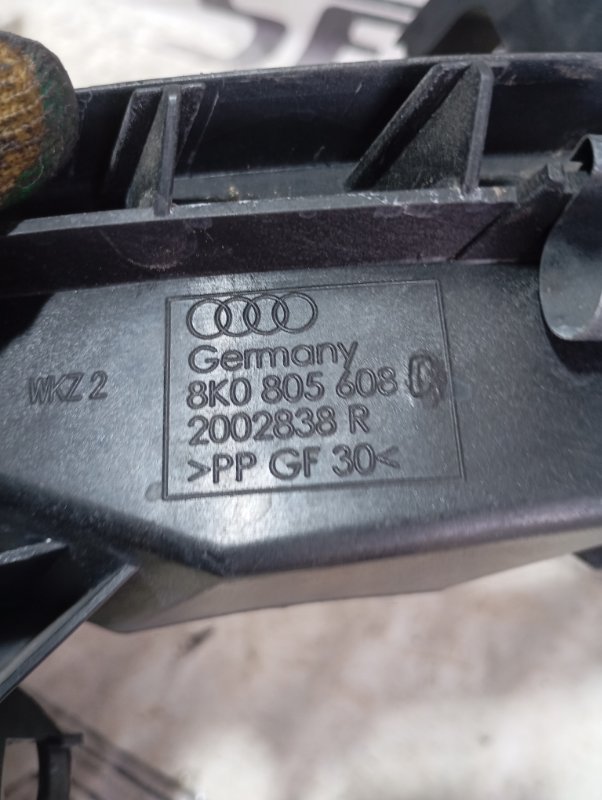 WKZ 2
Germany
8K0 805 608
2002838 R
>PP GF 30<